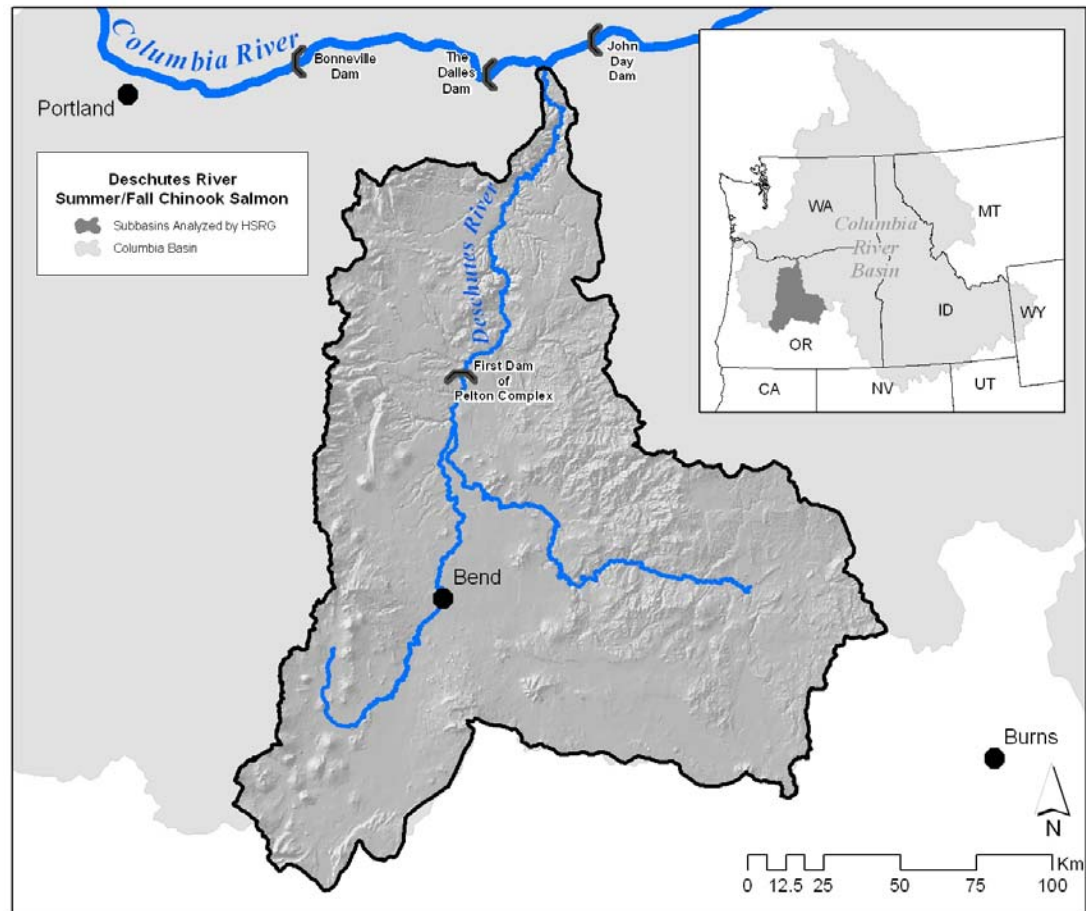 Columbia River
Bonneville
Dam
The
Dalles
Dam
John
Day
Dam
Portland
Deschutes River
Summer/Fall Chinook Salmon
Subbasins Analyzed by HSRG
Columbia Basin
Deschutes River
First Dam
of
Pelton Complex
Bend
Burns
WA
MT
Columbia
River
Basin
ID
WY
OR
CA
NV
UT
N
Km
0 12.5 25 50 75 100